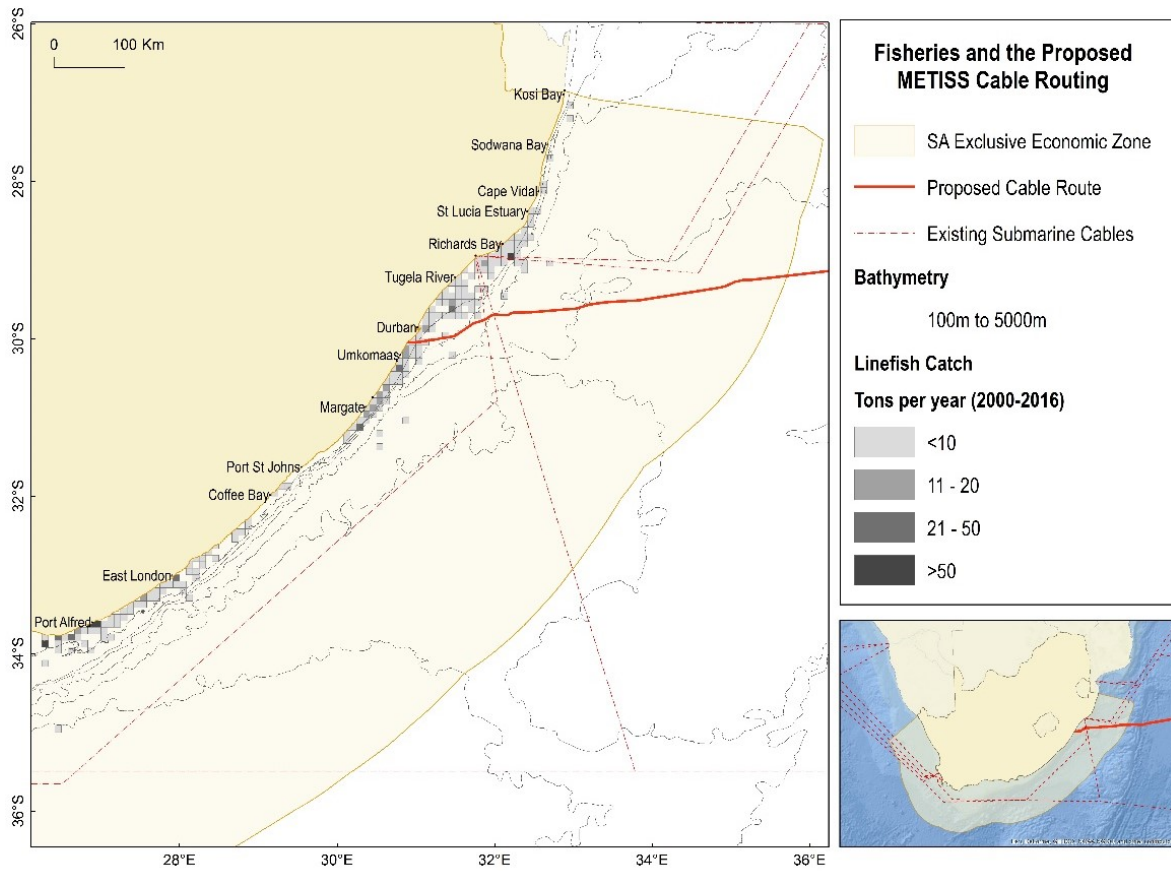 26°S
28°S
30°S
32°S
34°S
36°S
0 100 Km
Kosi Bay
Sodwana Bay
Cape Vidal
St Lucia Estuary
Richards Bay
Tugela River
Durban
Umkomaas
Margate
Port St Johns
Coffee Bay
East London
Port Alfred
28°E
30°E
32°E
34°E
36°E
Fisheries and the Proposed
METISS Cable Routing
SA Exclusive Economic Zone
Proposed Cable Route
Existing Submarine Cables
Bathymetry
100m to 5000m
Linefish Catch
Tons per year (2000-2016)
<10
11 - 20
21 - 50
>50